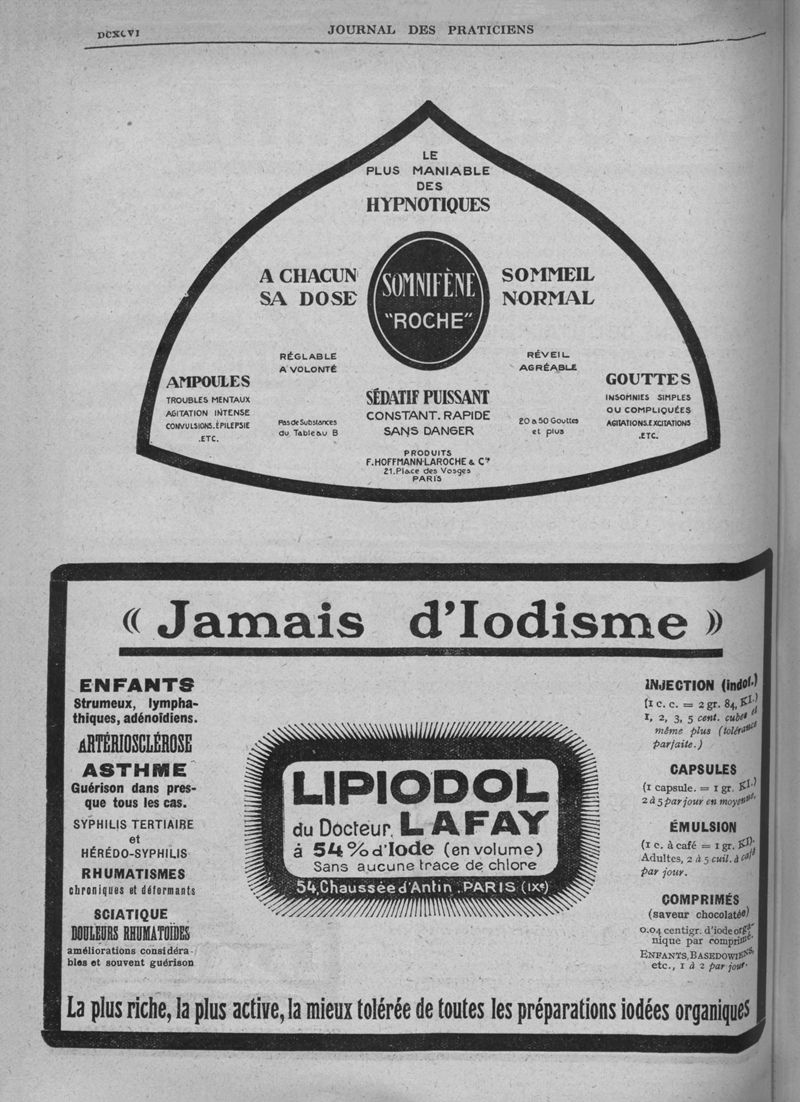 DCXCVI
JOURNAL DES PRATICIENS
LE
PLUS MANIABLE
DES
HYPNOTIQUES
A CHACUN
SA DOSE
SOMNIFÈNE
"ROCHE"
SOMMEIL
NORMAL
RÉGLABLE
A VOLONTÉ
RÉVEIL
AGRÉABLE
AMPOULES
TROUBLES MENTAUX
AGITATION INTENSE
CONVULSIONS.ÉPILEPSIE
.ETC.
Pas de Substances
du Tableau B
SÉDATIF PUISSANT
CONSTANT. RAPIDE
SANS DANGER
20 a 50 Gouttes
et plus
GOUTTES
INSOMNIES SIMPLES
OU COMPLIQUÉES
AGITATIONS.EXCITATIONS
.ETC.
PRODUITS
F.HOFFMANN-LAROCHE & Cie
21.Place des Vosges
PARIS
« Jamais d'Iodisme »
ENFANTS
Strumeux, lympha-
thiques, adénoïdiens.
ARTÉRIOSCLÉROSE
ASTHME
Guérison dans pres-
que tous les cas.
SYPHILIS TERTIAIRE
et
HÉRÉDO-SYPHILIS
RHUMATISMES
chroniques et déformants
SCIATIQUE
DOULEURS RHUMATOÏDES
améliorations considéra-
bles et souvent guérison
LIPIODOL
du Docteur. LAFAY
à 54% d'Iode (en volume)
Sans aucune trace de chlore
54, Chaussée d'Antin . PARIS (IXe)
INJECTION (indol.)
(1 c. c. = 2 gr. 84, KI.)
1, 2, 3, 5 cent. cubes et
même plus (tolérance
parfaite.)
CAPSULES
(1 capsule. = 1 gr. KI.)
2 à 5 par jour en moyenne.
ÉMULSION
(1 c. à café = 1 gr. KI).
Adultes, 2 à 5 cuil. à café
par jour.
COMPRIMÉS
(saveur chocolatée)
0.04 centigr. d'iode orga-
nique par comprimé.
ENFANTS, BASEDOWIENS,
etc., 1 à 2 par jour.
La plus riche, la plus active, la mieux tolérée de toutes les préparations iodées organiques